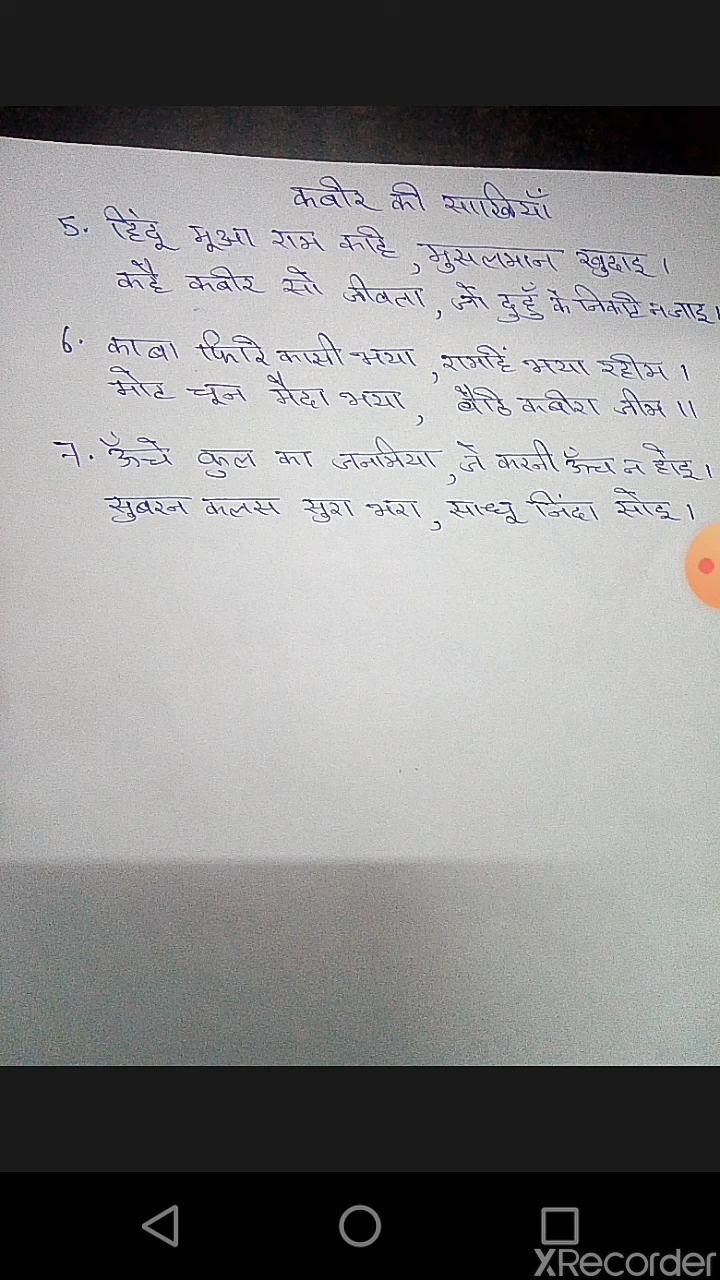 कबीर की साखियाँ
5. हिंदू मूआ राम कहि, मुसलमान खुदाइ।
कहै कबीर सो जीवता, जो दुहुँ के निकटि न जाइ।
6. काबा फिरि कासी भया, रामहिं भया रहीम।
मोट चून मैदा भया, बैठि कबीरा जीम॥
7. ऊँचे कुल का जनमिया, जे करनी ऊँच न होइ।
सुबरन कलस सुरा भरा, साधू निंदा सोइ।
XRecorder